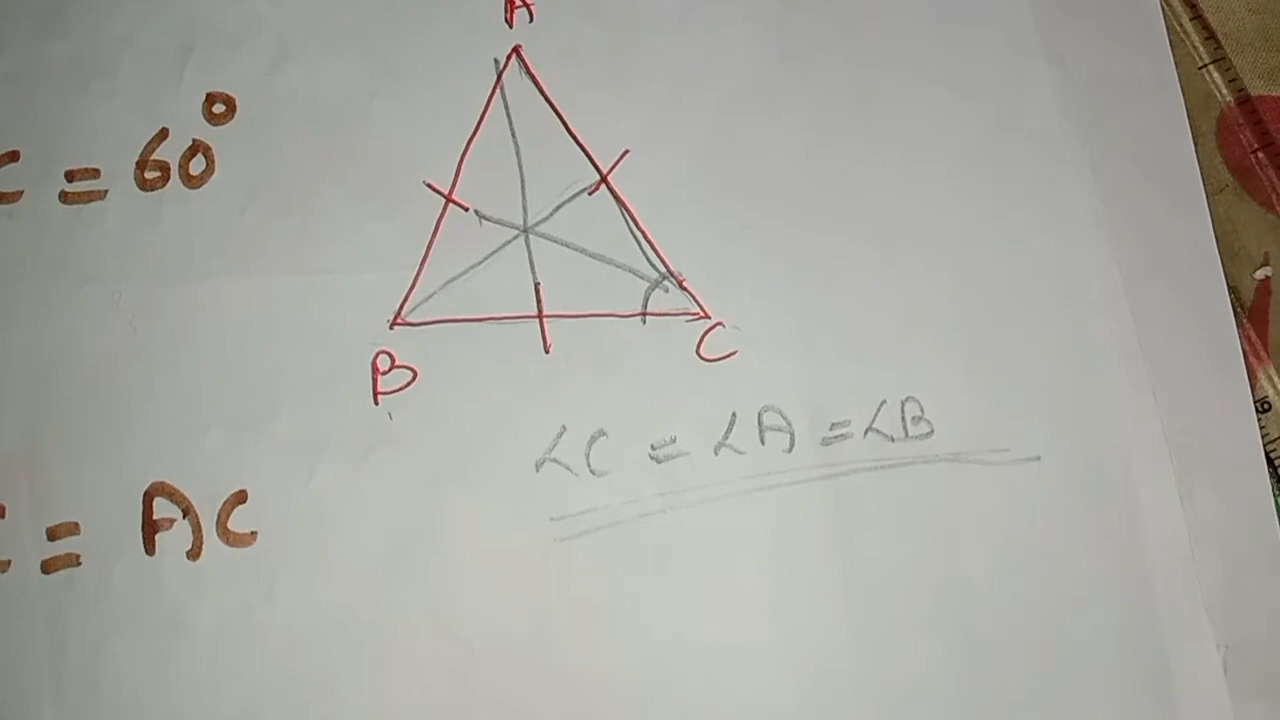 A
C = 60°
B
C
∠C = ∠A = ∠B
= AC